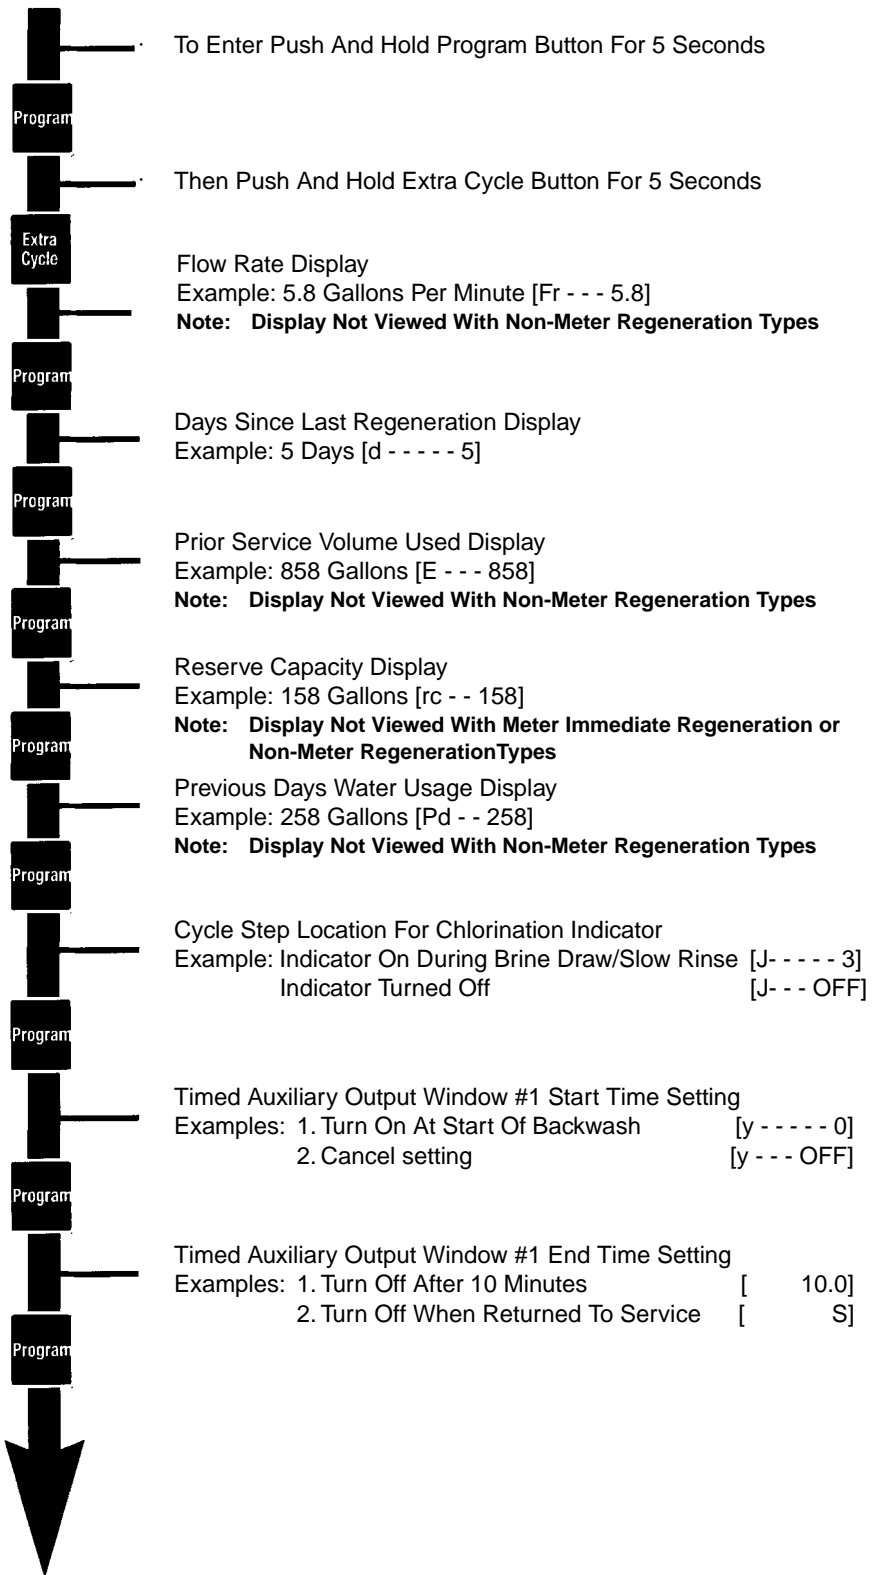 To Enter Push And Hold Program Button For 5 Seconds
Program
Then Push And Hold Extra Cycle Button For 5 Seconds
Extra
Cycle
Flow Rate Display
Example: 5.8 Gallons Per Minute [Fr - - - 5.8]
Note: Display Not Viewed With Non-Meter Regeneration Types
Program
Days Since Last Regeneration Display
Example: 5 Days [d - - - - - 5]
Program
Prior Service Volume Used Display
Example: 858 Gallons [E - - - 858]
Note: Display Not Viewed With Non-Meter Regeneration Types
Program
Reserve Capacity Display
Example: 158 Gallons [rc - - 158]
Note: Display Not Viewed With Meter Immediate Regeneration or
Non-Meter RegenerationTypes
Program
Previous Days Water Usage Display
Example: 258 Gallons [Pd - - 258]
Note: Display Not Viewed With Non-Meter Regeneration Types
Program
Cycle Step Location For Chlorination Indicator
Example: Indicator On During Brine Draw/Slow Rinse [J- - - - - 3]
Indicator Turned Off [J- - - OFF]
Program
Timed Auxiliary Output Window #1 Start Time Setting
Examples: 1. Turn On At Start Of Backwash [y - - - - - 0]
2. Cancel setting [y - - - OFF]
Program
Timed Auxiliary Output Window #1 End Time Setting
Examples: 1. Turn Off After 10 Minutes [ 10.0]
2. Turn Off When Returned To Service [ S]
Program